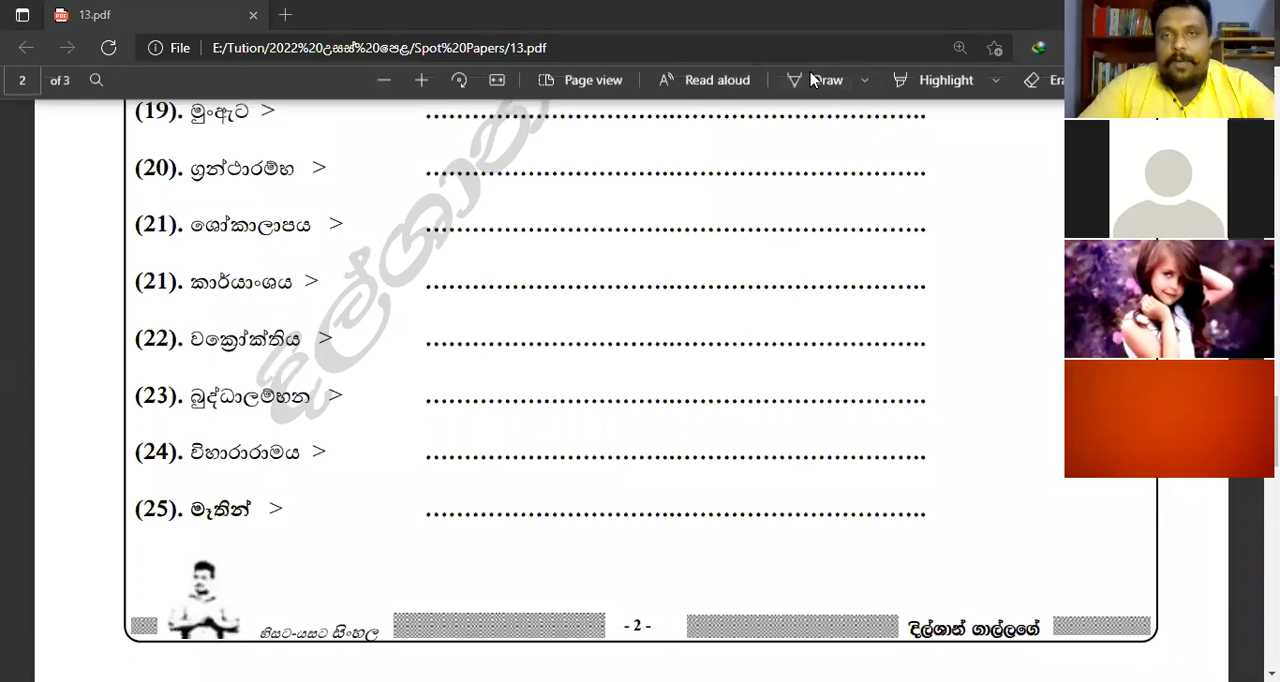 13.pdf
File E:/Tution/2022%20උසස්%20පෙළ/Spot%20Papers/13.pdf
2 of 3 Page view Read aloud Draw Highlight
(19). මුංඇට > ................................................
(20). ග්‍රන්ථාරම්භ > ................................................
(21). ශෝකාලාපය > ................................................
(21). කාර්යාංශය > ................................................
(22). වක්‍රෝක්තිය > ................................................
(23). බුද්ධාලම්භන > ................................................
(24). විහාරාරාමය > ................................................
(25). මෑතින් > ................................................
හිසට-යසට සිංහල - 2 - දිල්ශාන් ගාල්ලගේ